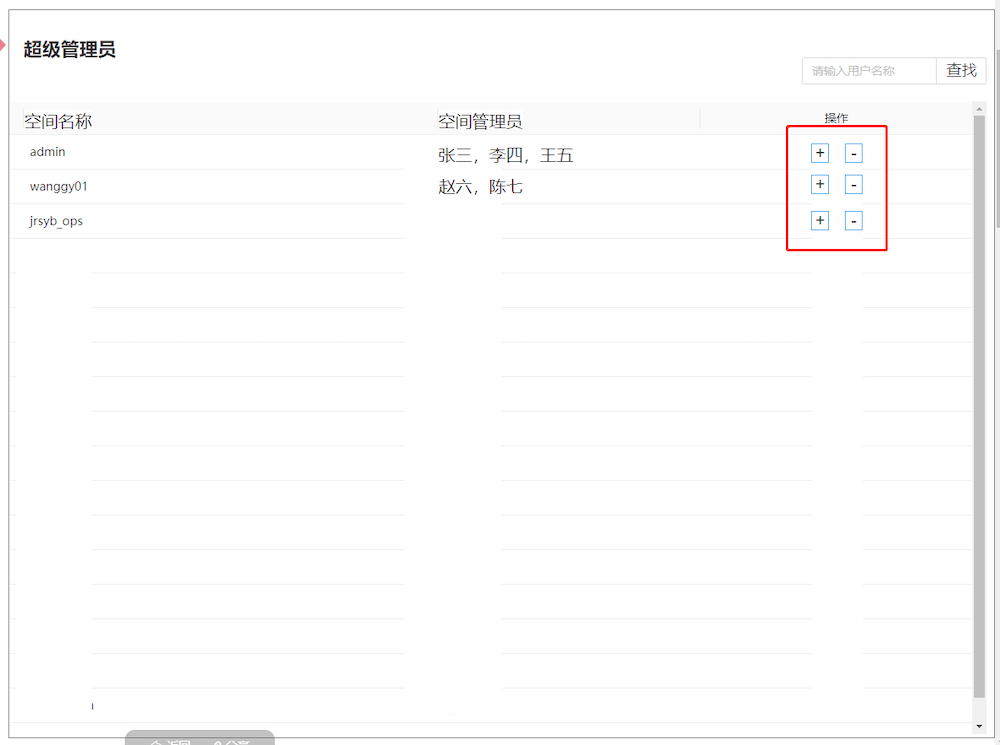 超级管理员
请输入用户名称 查找
空间名称 空间管理员 操作
admin 张三，李四，王五 + -
wanggy01 赵六，陈七 + -
jrsyb_ops + -